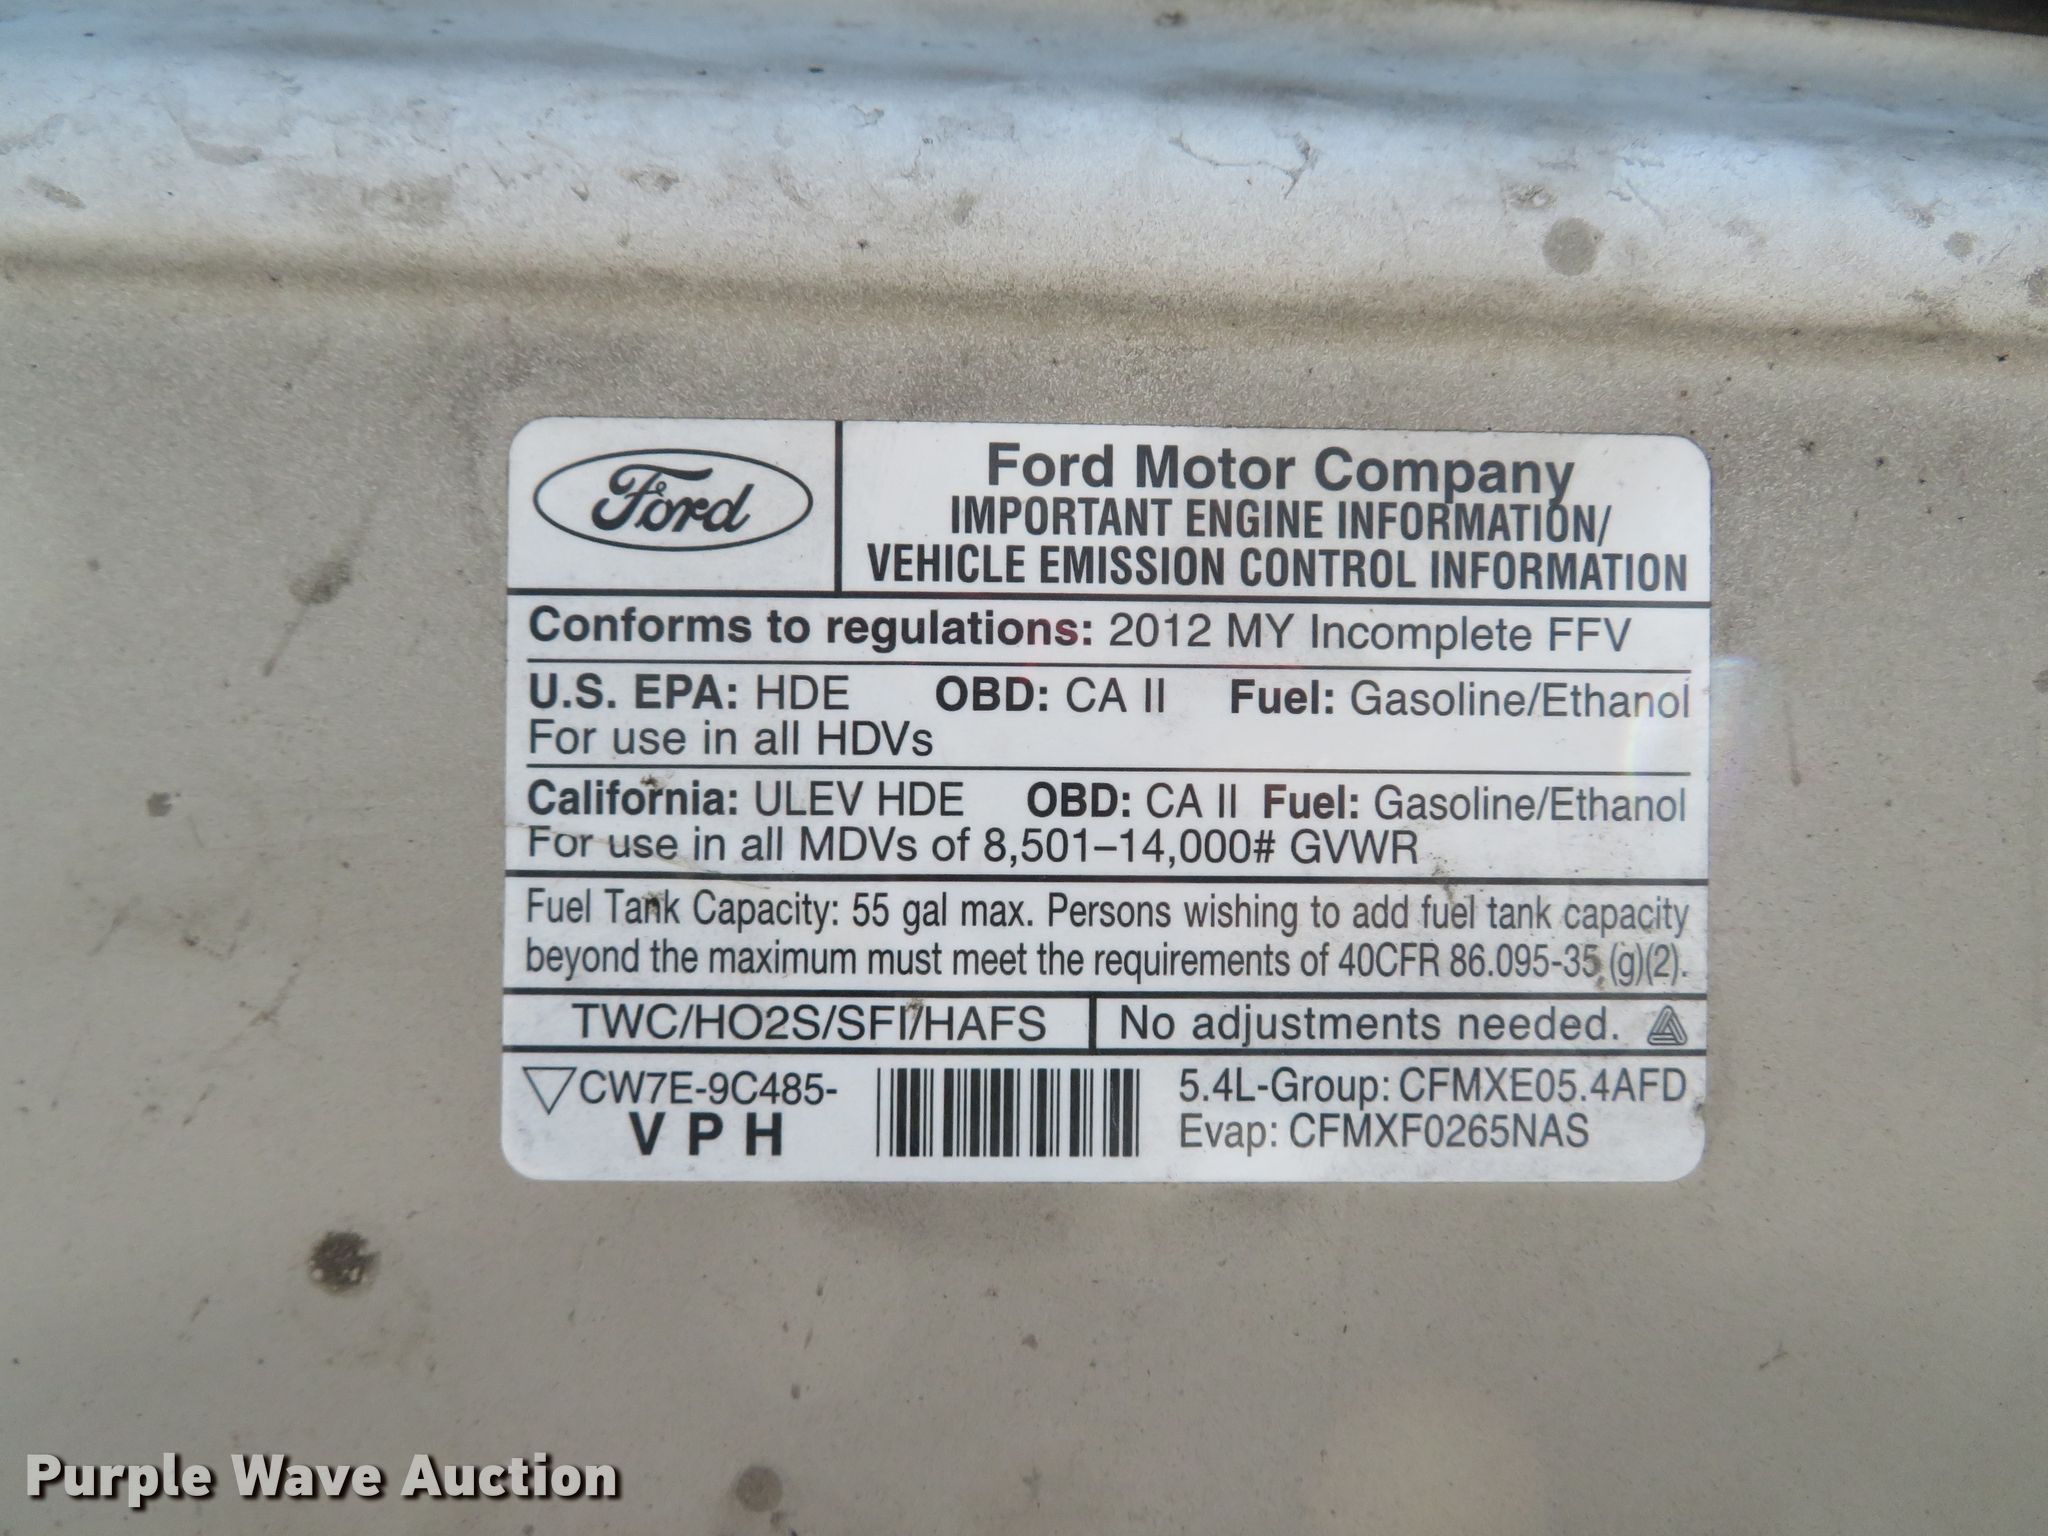 Ford
Ford Motor Company
IMPORTANT ENGINE INFORMATION/
VEHICLE EMISSION CONTROL INFORMATION
Conforms to regulations: 2012 MY Incomplete FFV
U.S. EPA: HDE OBD: CA II Fuel: Gasoline/Ethanol
For use in all HDVs
California: ULEV HDE OBD: CA II Fuel: Gasoline/Ethanol
For use in all MDVs of 8,501–14,000# GVWR
Fuel Tank Capacity: 55 gal max. Persons wishing to add fuel tank capacity
beyond the maximum must meet the requirements of 40CFR 86.095-35 (g)(2).
TWC/HO2S/SFI/HAFS No adjustments needed.
CW7E-9C485-
VPH
5.4L-Group: CFMXE05.4AFD
Evap: CFMXF0265NAS
Purple Wave Auction